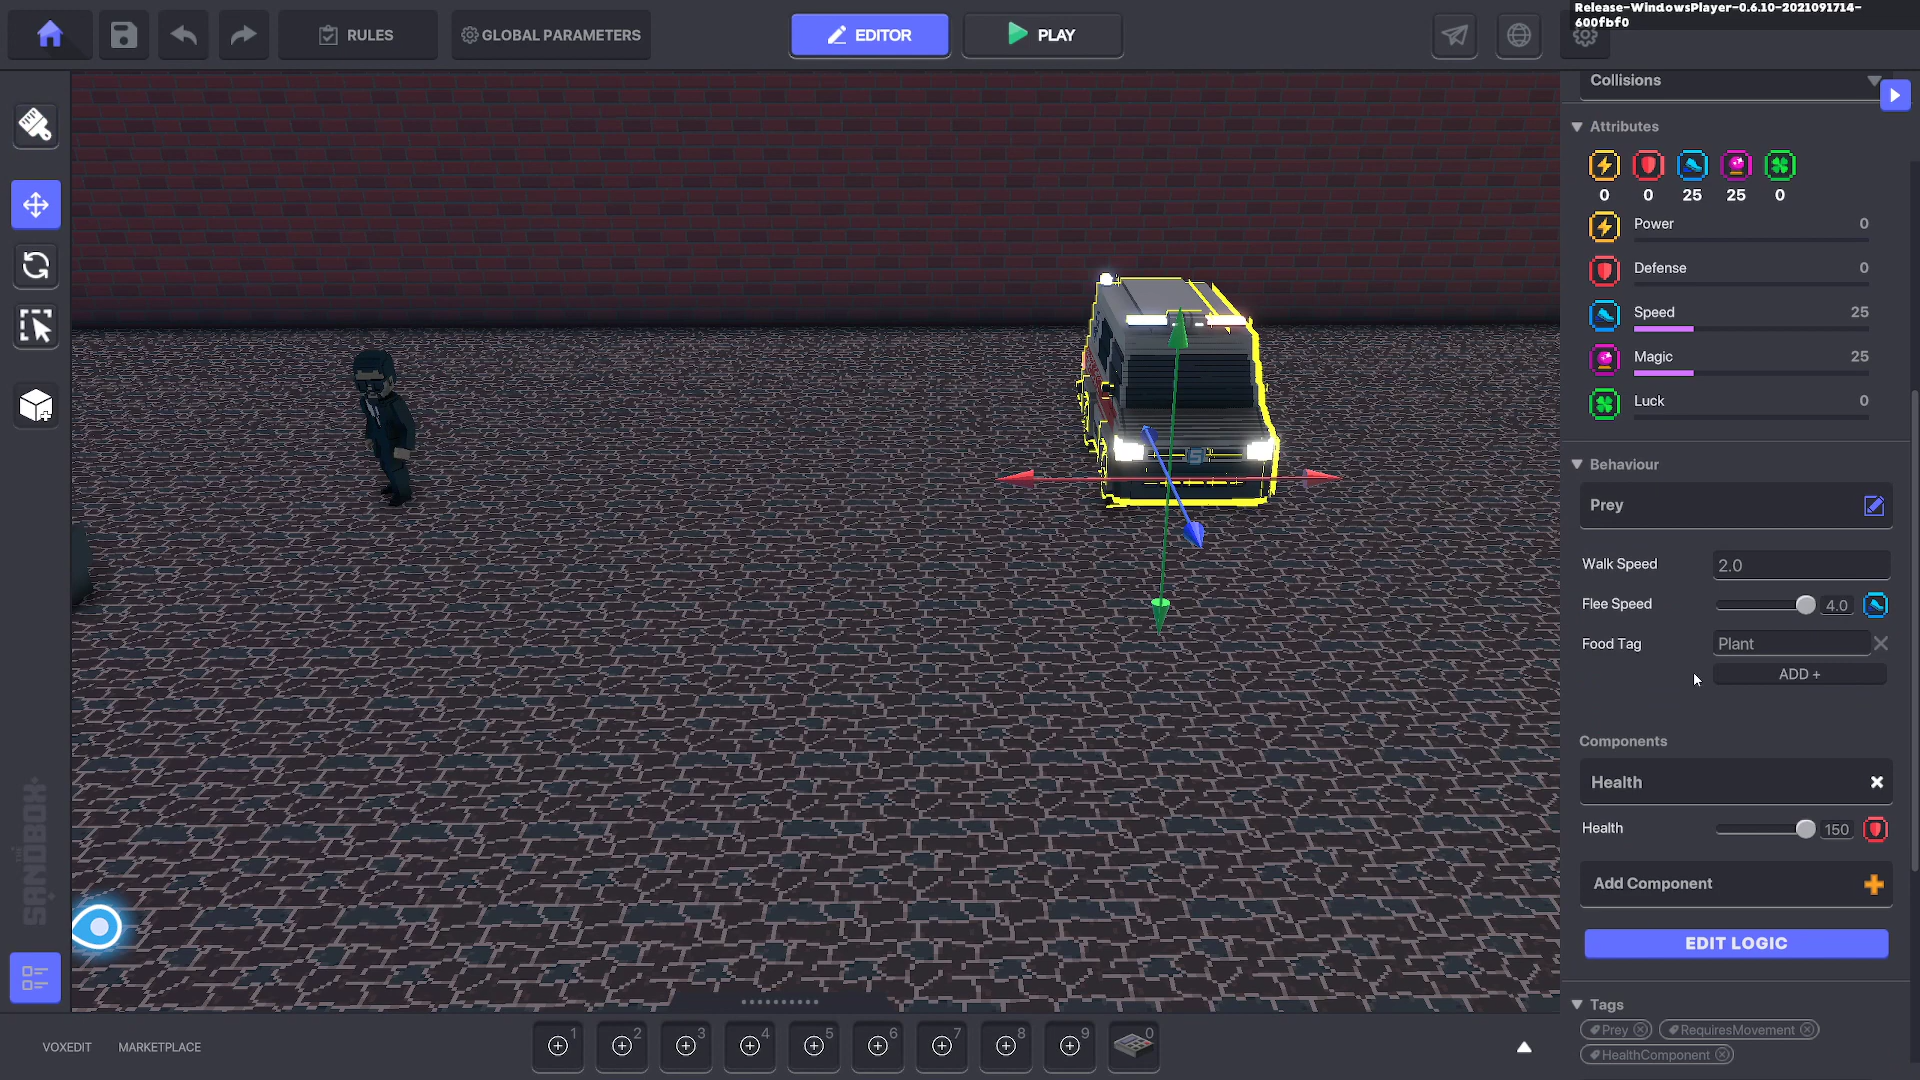 Release-WindowsPlayer-0.6.10-2021091714-
600fbf0
RULES
GLOBAL PARAMETERS
EDITOR
PLAY
Collisions
Attributes
0 0 25 25 0
Power 0
Defense 0
Speed 25
Magic 25
Luck 0
Behaviour
Prey
Walk Speed 2.0
Flee Speed 4.0
Food Tag Plant
ADD +
Components
Health
Health 150
Add Component
EDIT LOGIC
Tags
Prey RequiresMovement
HealthComponent
THE SANDBOX
S
VOXEDIT MARKETPLACE
1 2 3 4 5 6 7 8 9 0